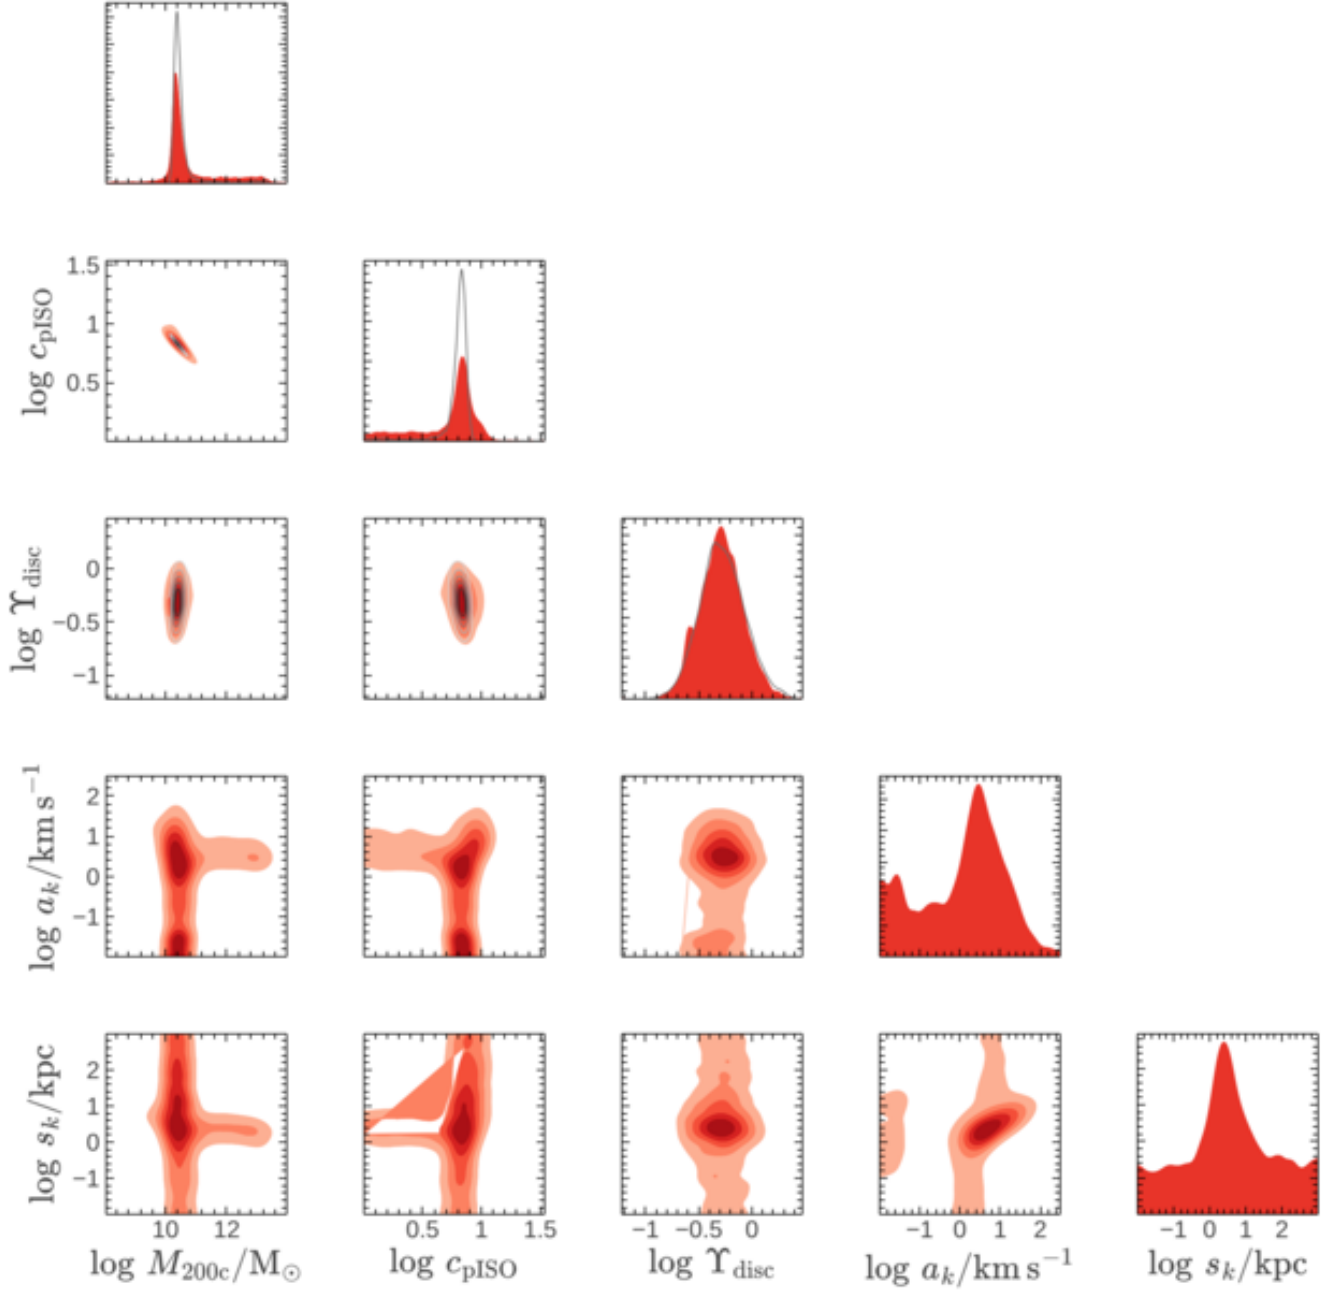 1.5
1
0.5
log c_pISO
0
−0.5
−1
log ϒ_disc
2
1
0
−1
log a_k/km s⁻¹
2
1
0
−1
log s_k/kpc
10 12
0.5 1 1.5
−1 −0.5 0
−1 0 1 2
−1 0 1 2
log M_200c/M_⊙
log c_pISO
log ϒ_disc
log a_k/km s⁻¹
log s_k/kpc